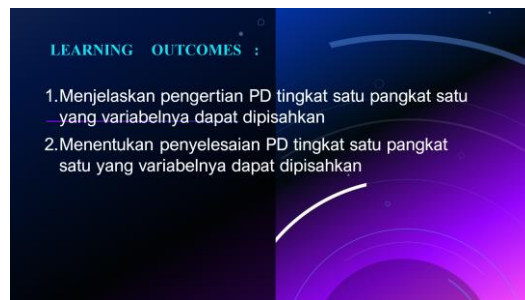 LEARNING OUTCOMES :
1.Menjelaskan pengertian PD tingkat satu pangkat satu
yang variabelnya dapat dipisahkan
2.Menentukan penyelesaian PD tingkat satu pangkat
satu yang variabelnya dapat dipisahkan